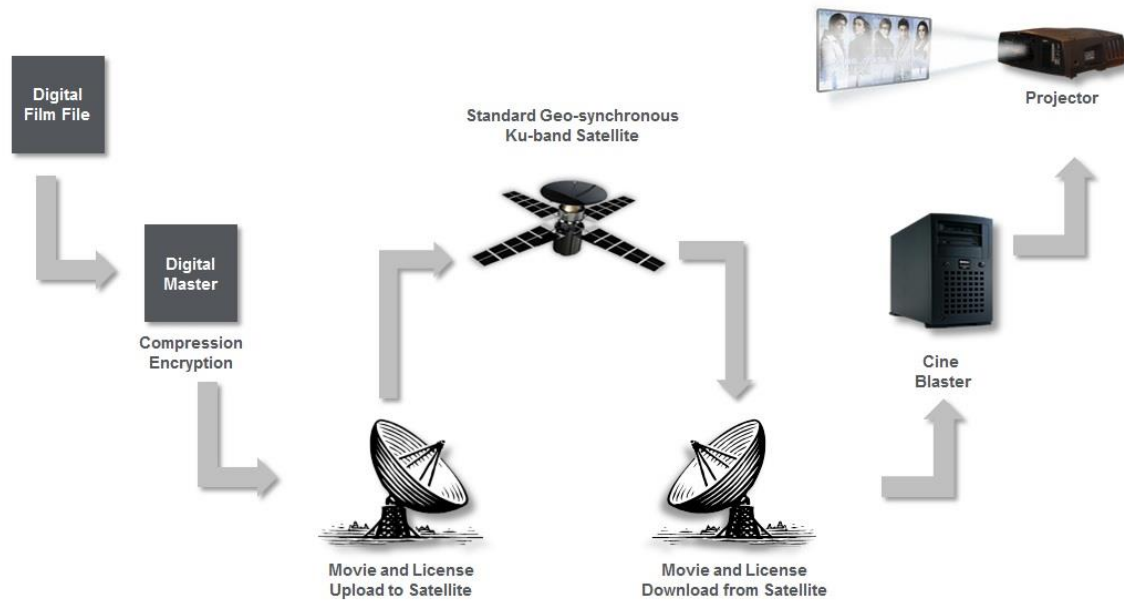 Digital
Film File
Digital
Master
Compression
Encryption
Movie and License
Upload to Satellite
Standard Geo-synchronous
Ku-band Satellite
Movie and License
Download from Satellite
Cine
Blaster
Projector